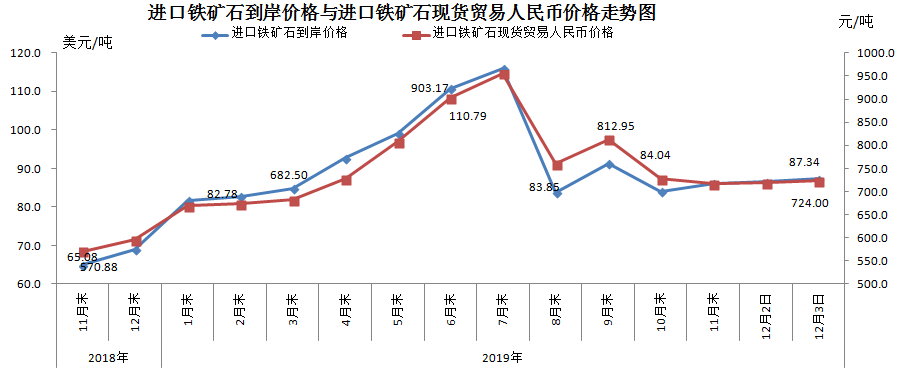 进口铁矿石到岸价格与进口铁矿石现货贸易人民币价格走势图
美元/吨
元/吨
进口铁矿石到岸价格
进口铁矿石现货贸易人民币价格
120.0
110.0
100.0
90.0
80.0
70.0
60.0
1000.0
950.0
900.0
850.0
800.0
750.0
700.0
650.0
600.0
550.0
500.0
65.08
570.88
82.78
682.50
903.17
110.79
83.85
812.95
84.04
87.34
724.00
11月末
12月末
1月末
2月末
3月末
4月末
5月末
6月末
7月末
8月末
9月末
10月末
11月末
12月2日
12月3日
2018年
2019年